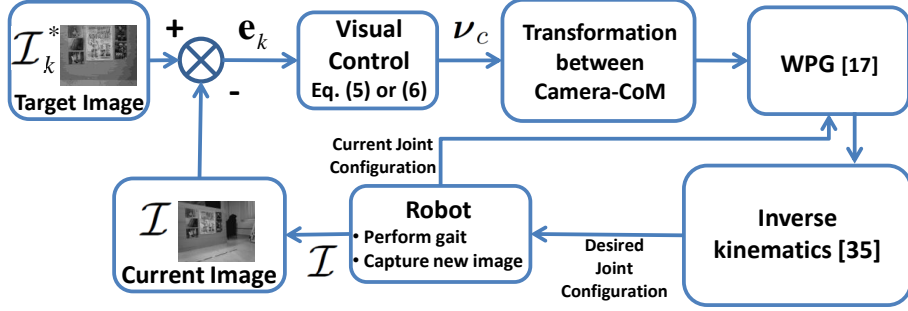 I*k
Target Image
+
-
e_k
Visual
Control
Eq. (5) or (6)
ν_c
Transformation
between
Camera-CoM
WPG [17]
Current Joint
Configuration
I
Current Image
I
Robot
• Perform gait
• Capture new image
Desired
Joint
Configuration
Inverse
kinematics [35]